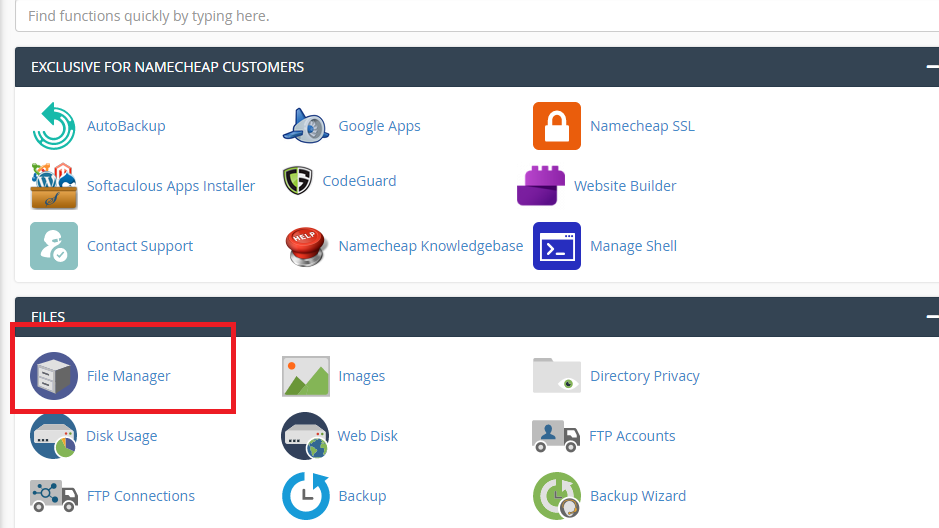 Find functions quickly by typing here.
EXCLUSIVE FOR NAMECHEAP CUSTOMERS
AutoBackup
Google Apps
Namecheap SSL
Softaculous Apps Installer
CodeGuard
Website Builder
Contact Support
HELP
Namecheap Knowledgebase
Manage Shell
FILES
File Manager
Images
Directory Privacy
Disk Usage
Web Disk
FTP Accounts
FTP Connections
Backup
Backup Wizard